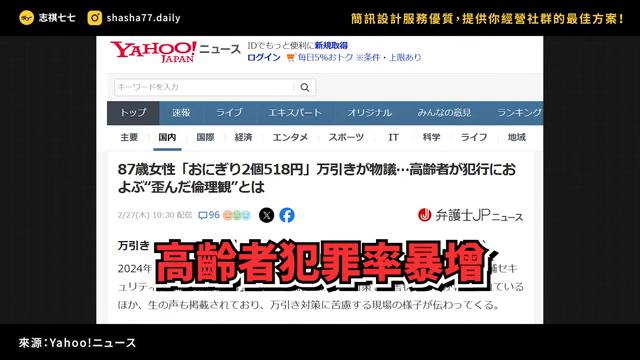 志祺七七
shasha77.daily
簡訊設計服務優質，提供你經營社群的最佳方案！
YAHOO! JAPAN ニュース
IDでもっと便利に新規取得
ログイン 毎日5%おトク ※条件・上限あり
キーワードを入力
トップ 速報 ライブ エキスパート オリジナル みんなの意見 ランキング
主要 国内 国際 経済 エンタメ スポーツ IT 科学 ライフ 地域
87歳女性「おにぎり2個518円」万引きが物議…高齢者が犯行にお
よぶ“歪んだ倫理観”とは
2/27(木) 10:30 配信 96
弁護士JPニュース
万引き
高齡者犯罪率暴增
2024年
ュリティ
ほか、生の声も掲載されており、万引き対策に苦慮する現場の様子が伝わってくる。
來源：Yahoo!ニュース